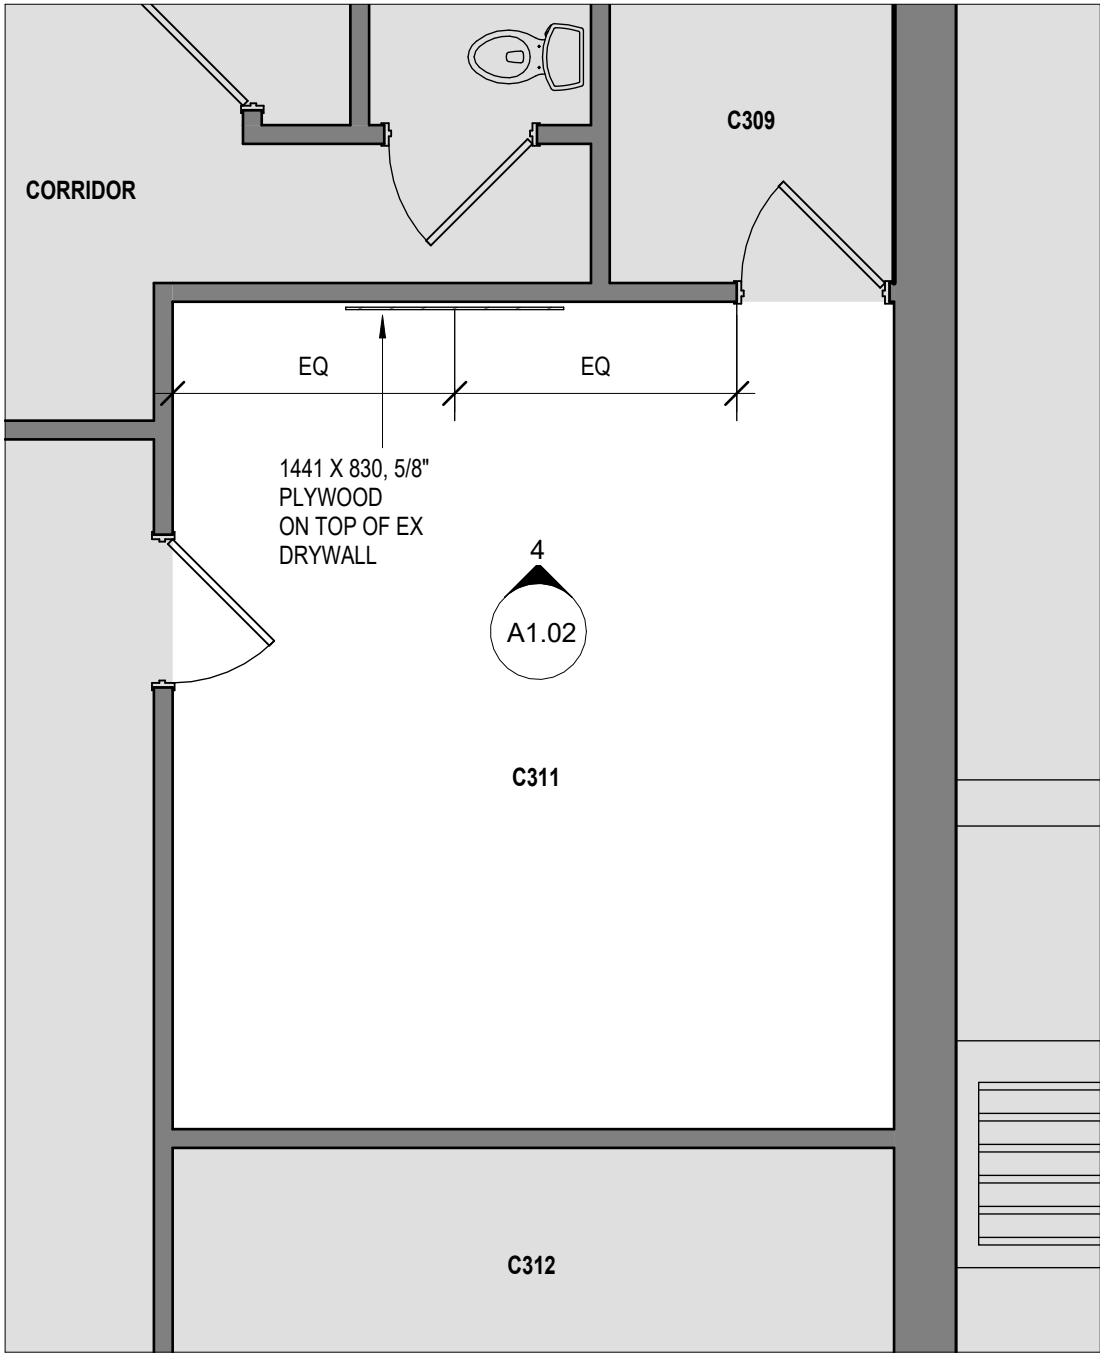 C309
CORRIDOR
EQ
EQ
1441 X 830, 5/8"
PLYWOOD
ON TOP OF EX
DRYWALL
4
A1.02
C311
C312